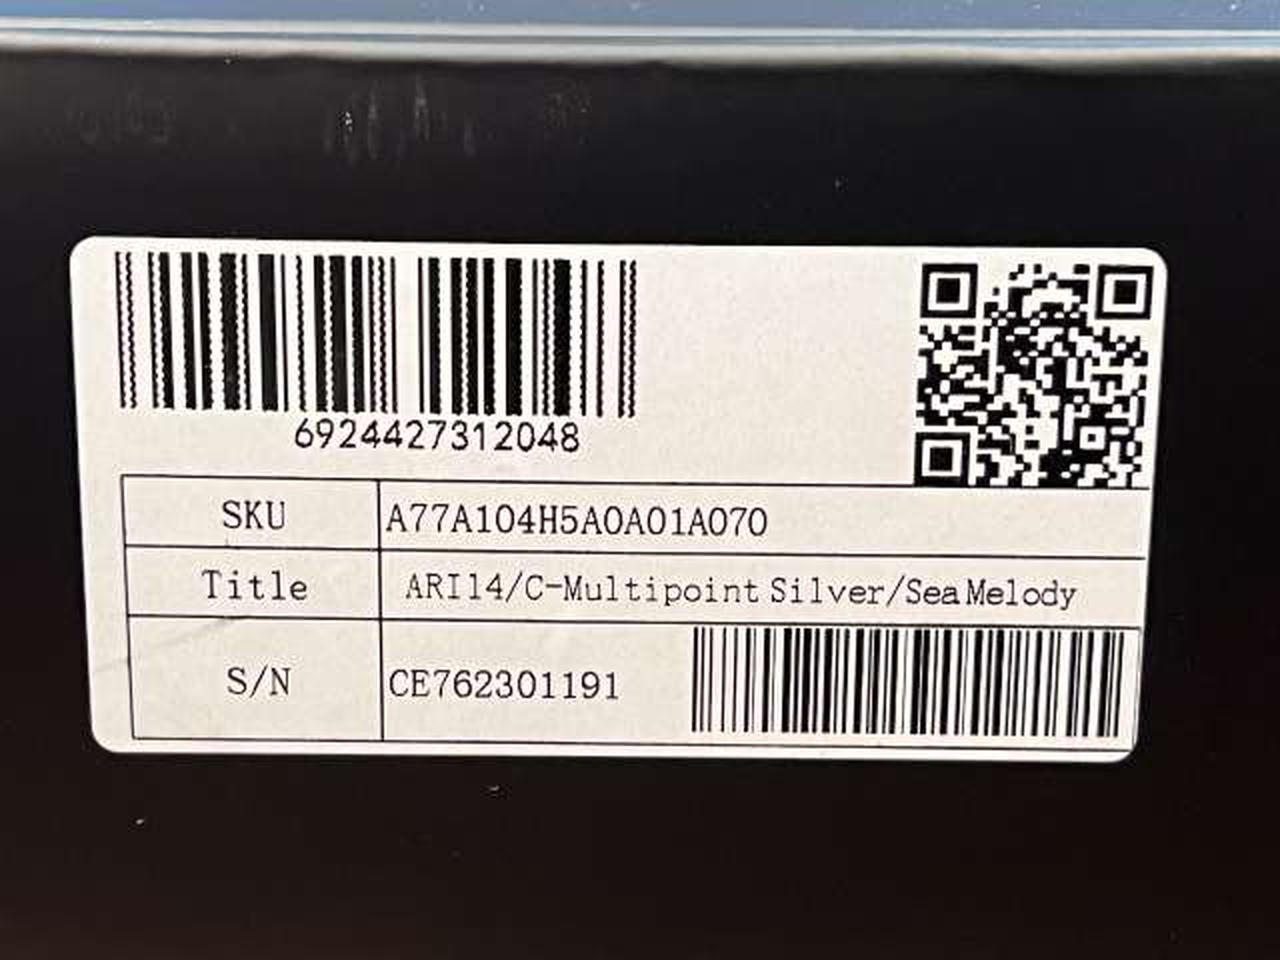 6924427312048
SKU A77A104H5A0A01A070
Title ARI14/C-Multipoint Silver/Sea Melody
S/N CE762301191